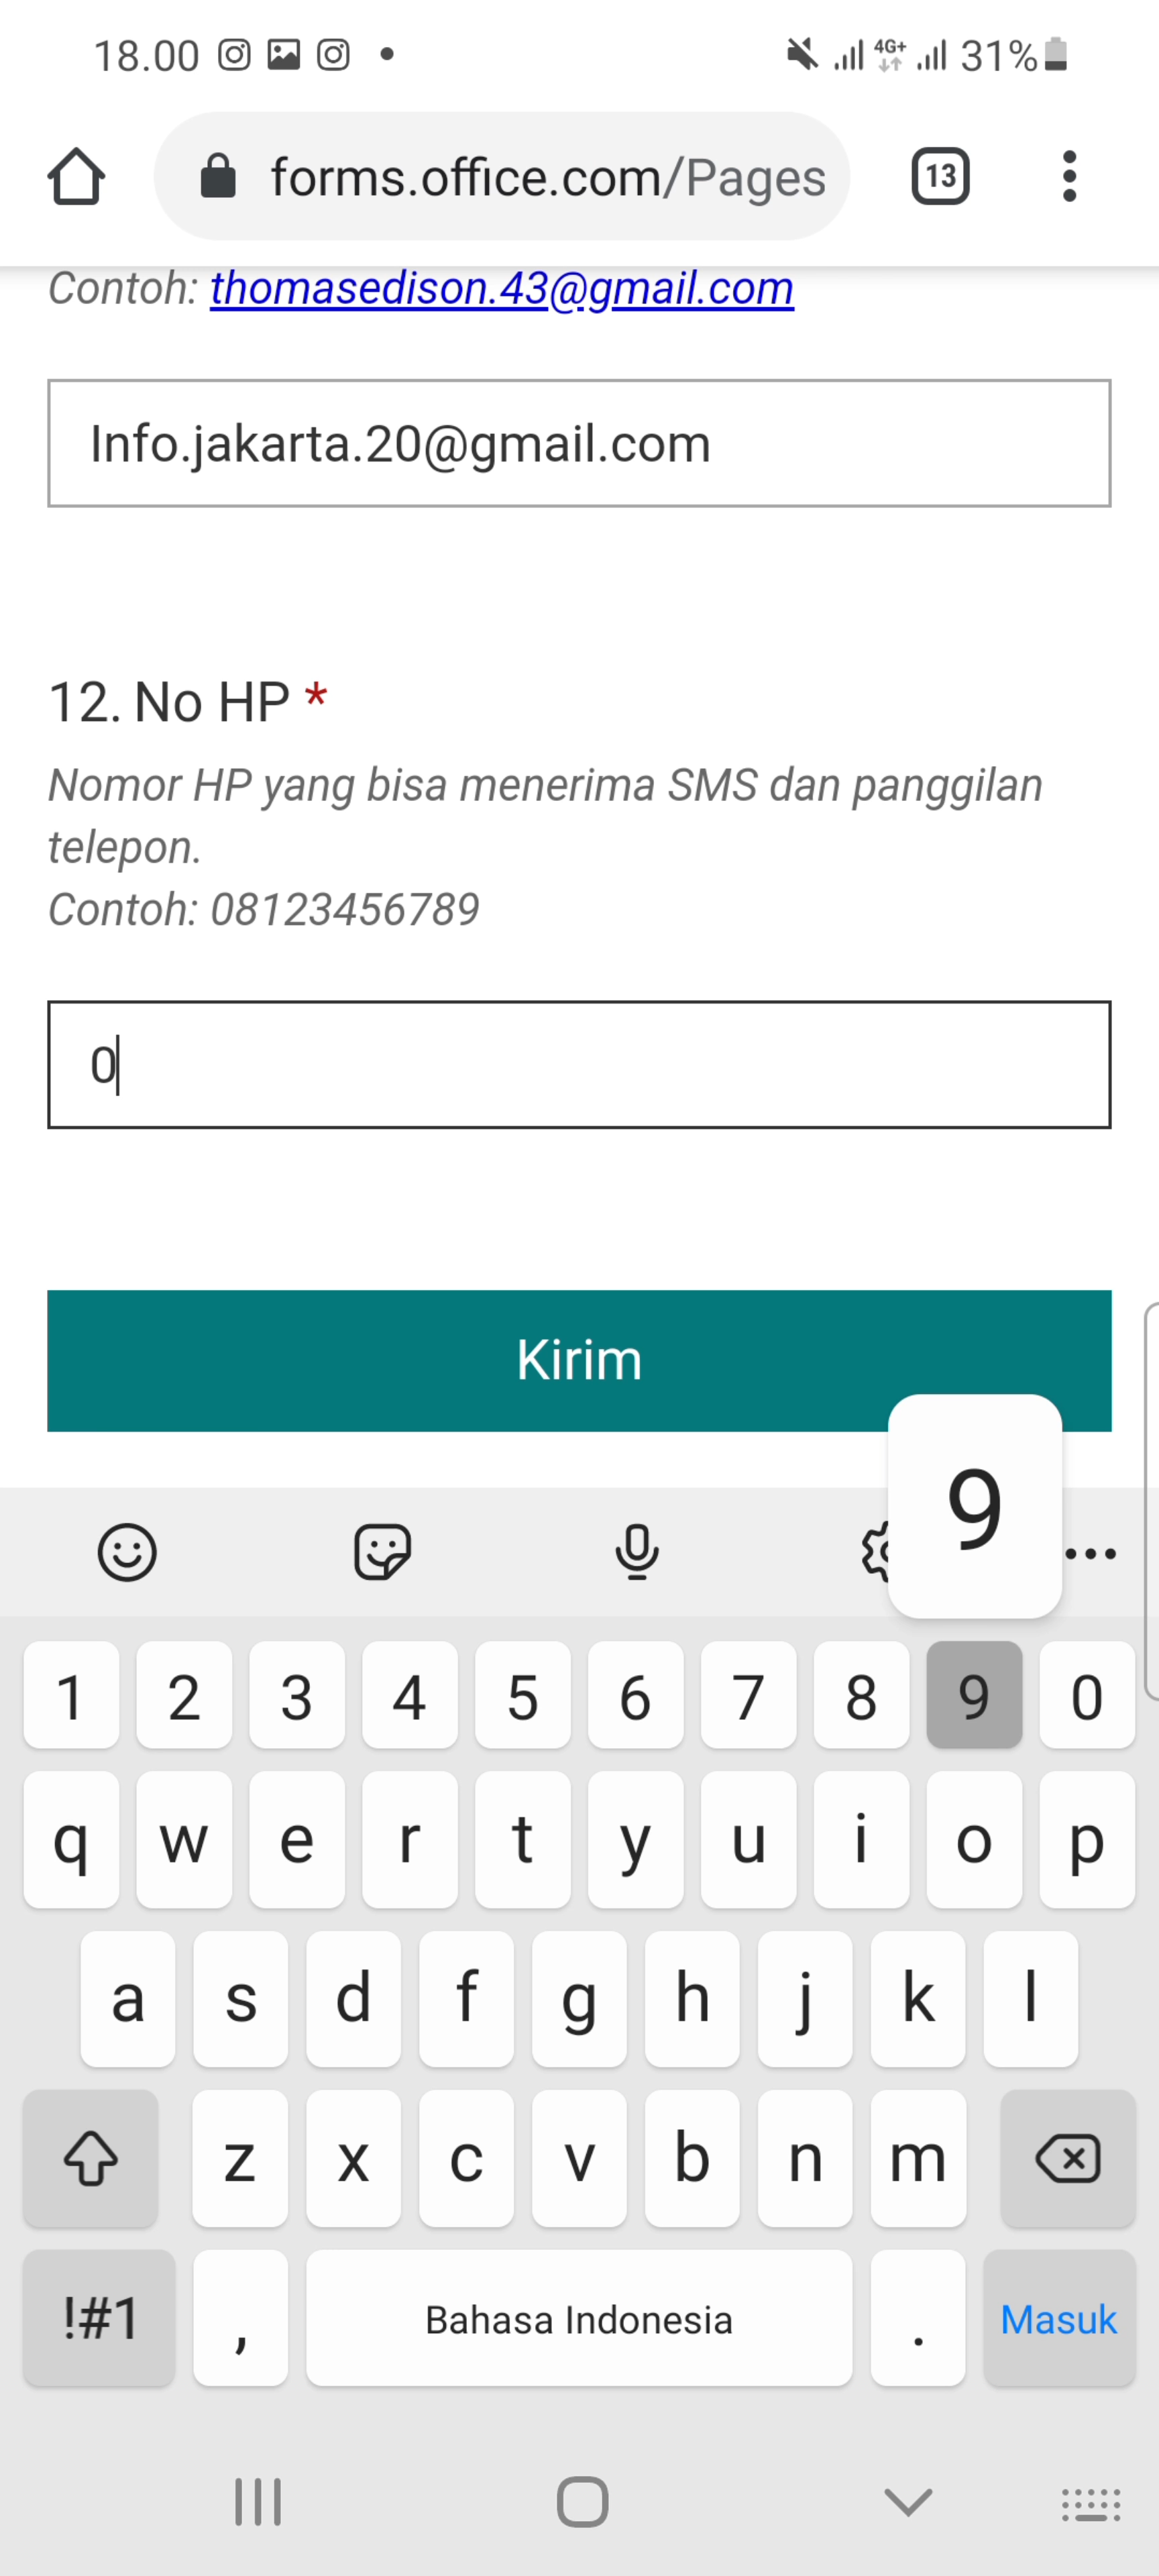 18.00 4G+ 31%
forms.office.com/Pages 13
Contoh: thomasedison.43@gmail.com
Info.jakarta.20@gmail.com
12. No HP *
Nomor HP yang bisa menerima SMS dan panggilan
telepon.
Contoh: 08123456789
0
Kirim
9
1 2 3 4 5 6 7 8 9 0
q w e r t y u i o p
a s d f g h j k l
z x c v b n m
!#1 , Bahasa Indonesia . Masuk